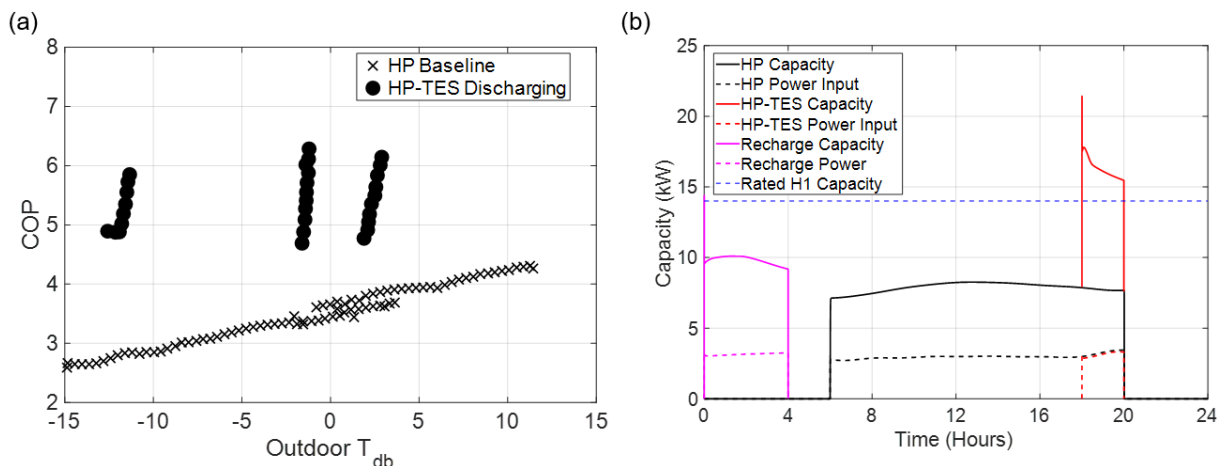 (a)
8
7
6
5
4
3
2
COP
HP Baseline
HP-TES Discharging
-15 -10 -5 0 5 10 15
Outdoor T_db
(b)
25
20
15
10
5
0
Capacity (kW)
HP Capacity
HP Power Input
HP-TES Capacity
HP-TES Power Input
Recharge Capacity
Recharge Power
Rated H1 Capacity
0 4 8 12 16 20 24
Time (Hours)